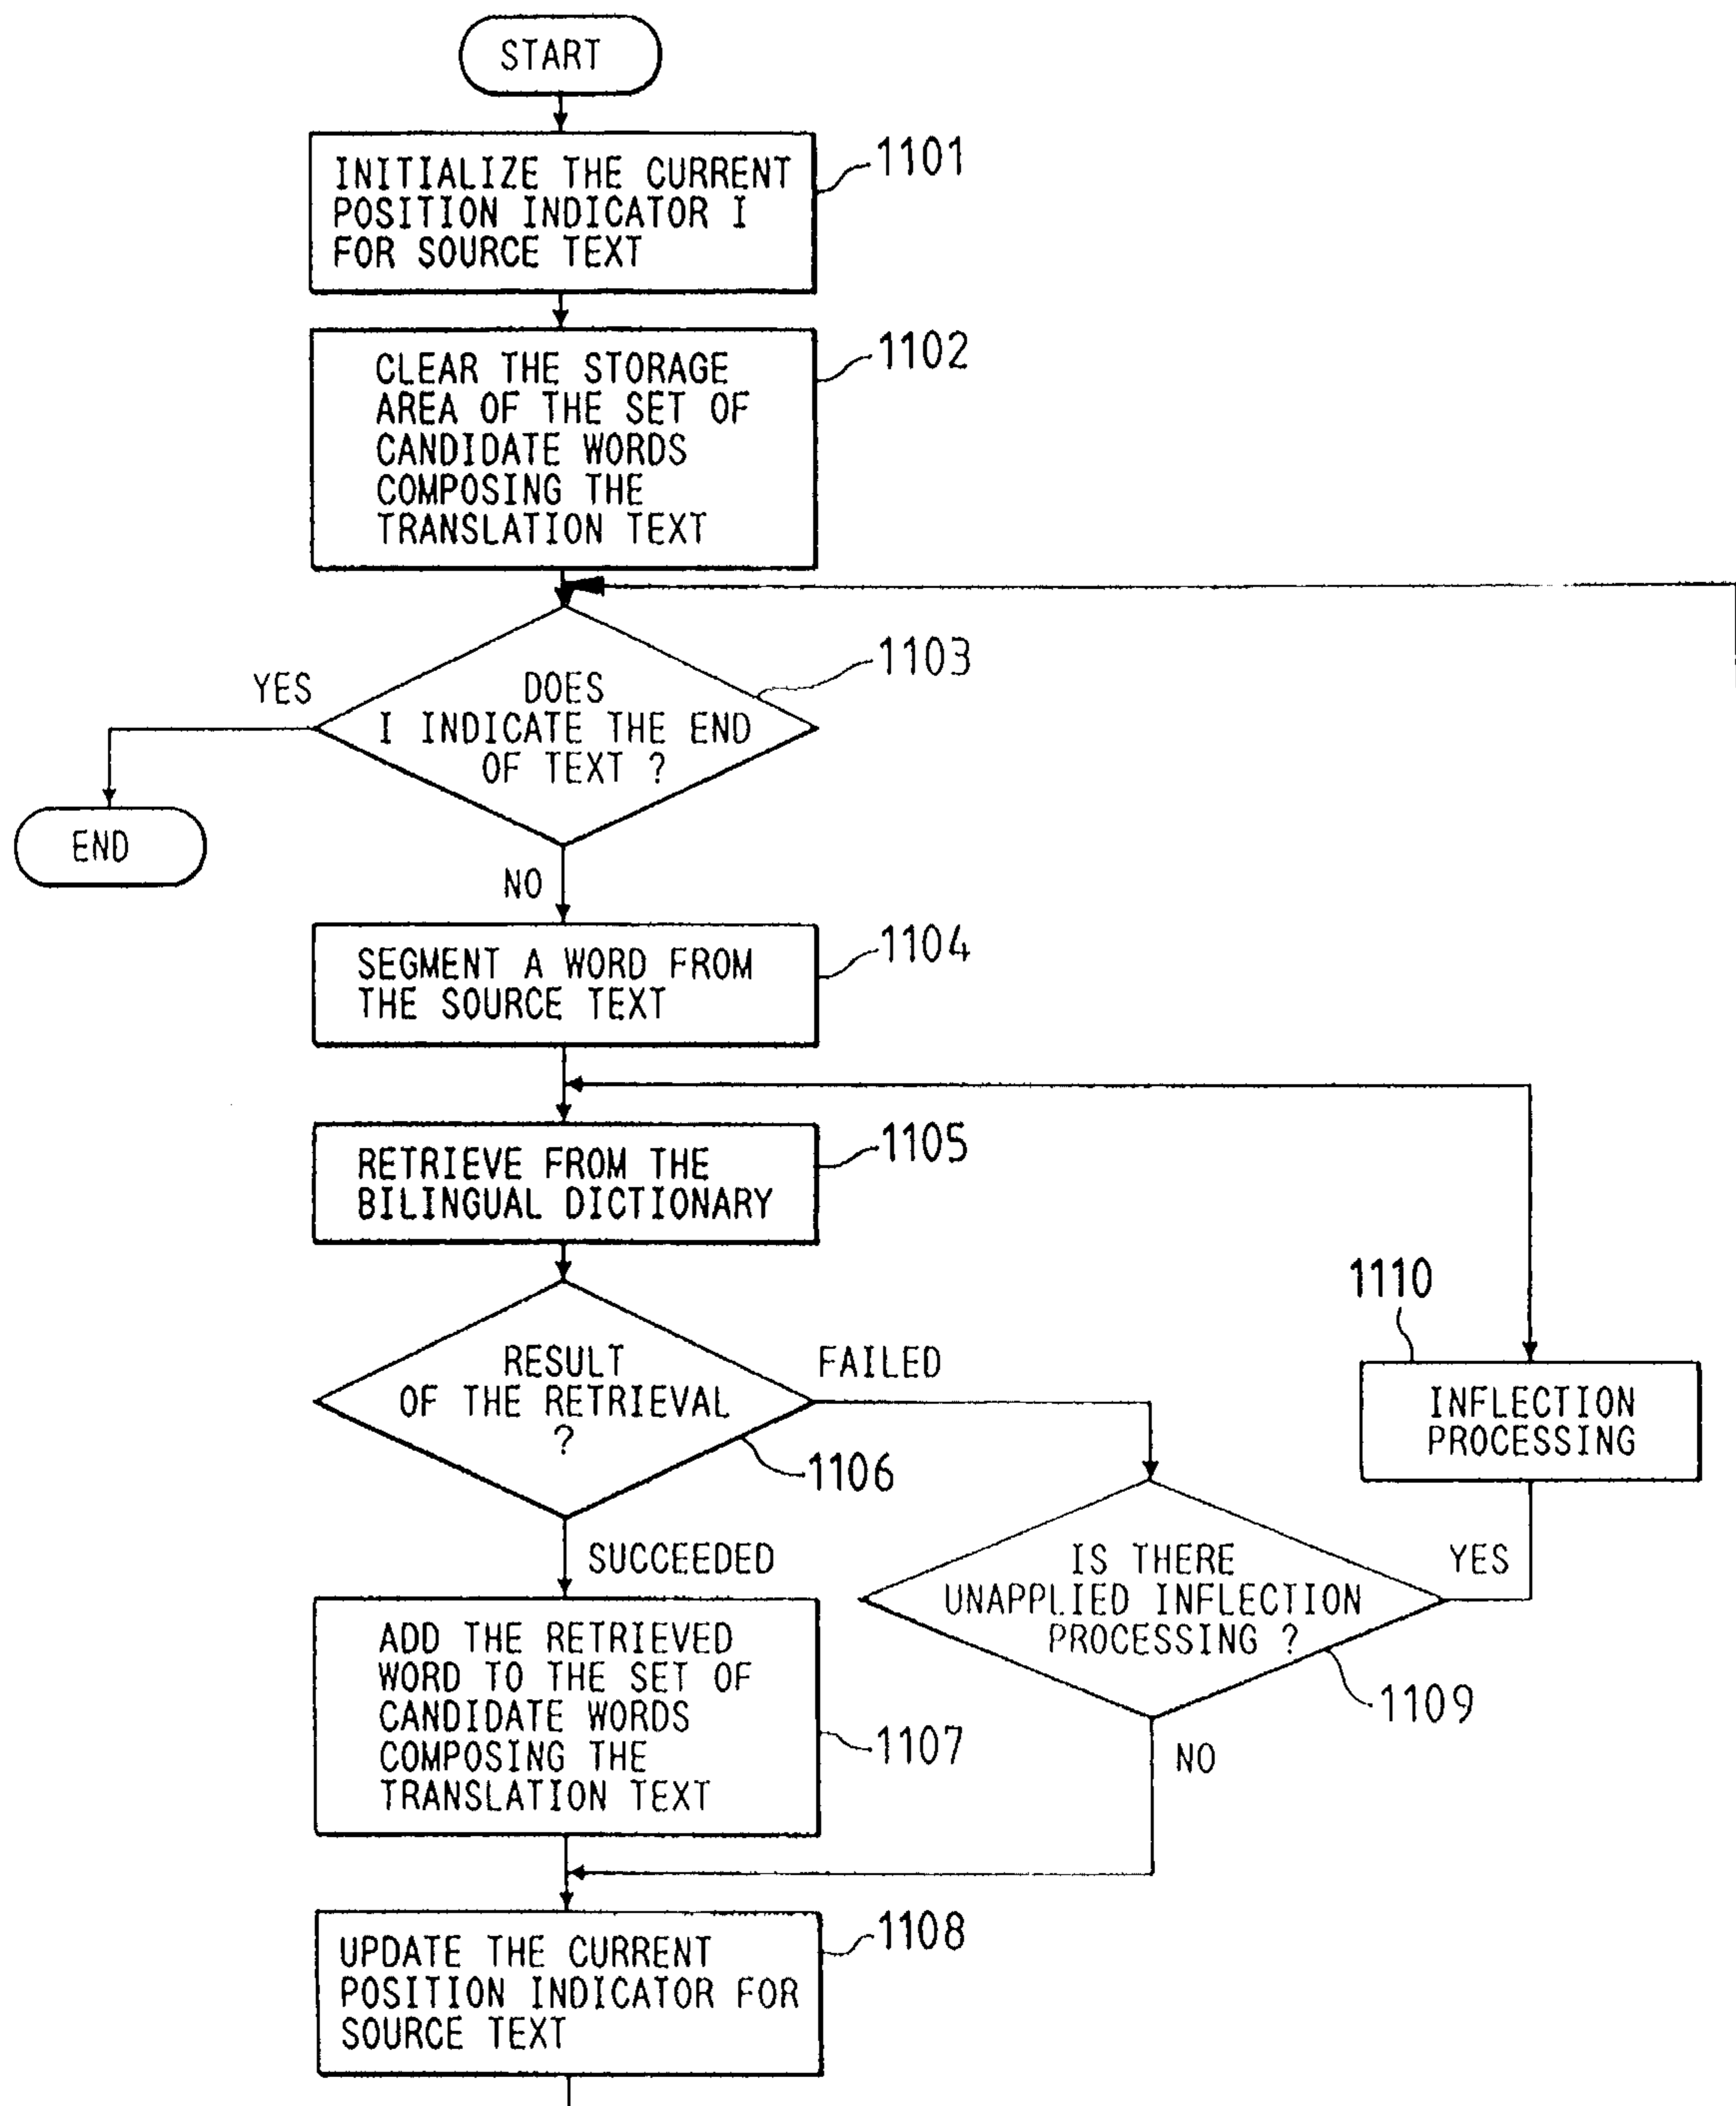 START
1101
INITIALIZE THE CURRENT
POSITION INDICATOR I
FOR SOURCE TEXT
1102
CLEAR THE STORAGE
AREA OF THE SET OF
CANDIDATE WORDS
COMPOSING THE
TRANSLATION TEXT
1103
YES
DOES
I INDICATE THE END
OF TEXT ?
END
NO
1104
SEGMENT A WORD FROM
THE SOURCE TEXT
1105
RETRIEVE FROM THE
BILINGUAL DICTIONARY
1110
RESULT
OF THE RETRIEVAL
?
FAILED
INFLECTION
PROCESSING
1106
SUCCEEDED
IS THERE
UNAPPLIED INFLECTION
PROCESSING ?
YES
1109
ADD THE RETRIEVED
WORD TO THE SET OF
CANDIDATE WORDS
COMPOSING THE
TRANSLATION TEXT
1107
NO
1108
UPDATE THE CURRENT
POSITION INDICATOR FOR
SOURCE TEXT